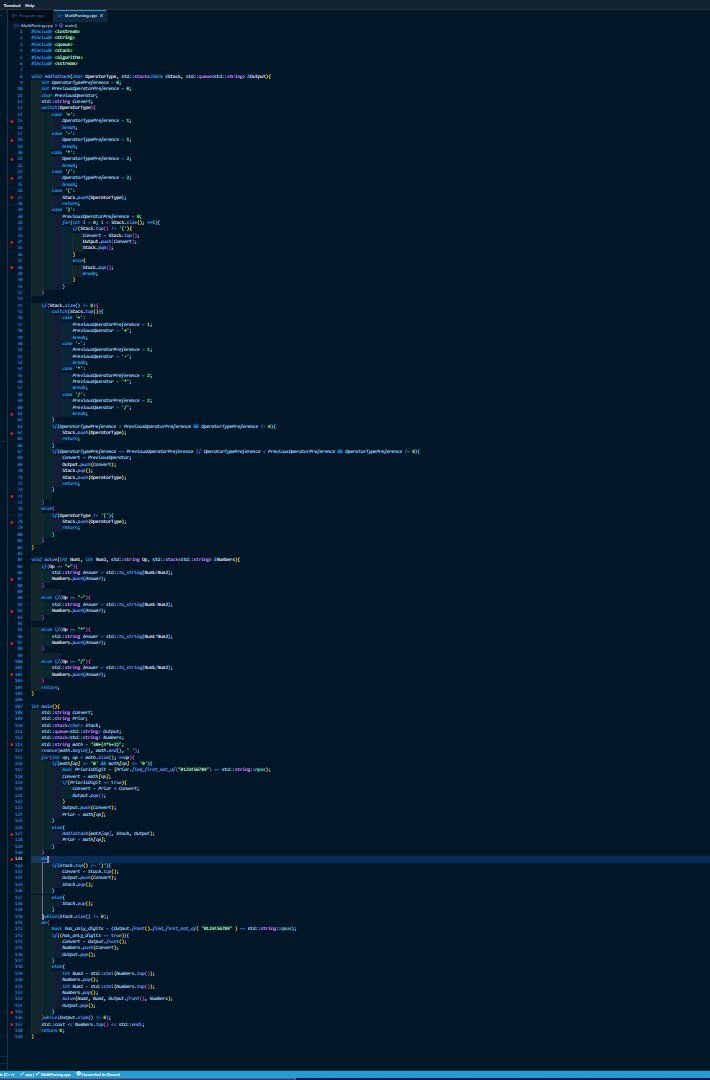 Terminal Help
Program.cpp
MathParsing.cpp
MathParsing.cpp > main()
#include <iostream>
#include <string>
#include <queue>
#include <stack>
#include <algorithm>
#include <sstream>
void AddToStack(char OperatorType, std::stack<char> &Stack, std::queue<std::string> &Output){
int OperatorTypePreference = 0;
int PreviousOperatorPreference = 0;
char PreviousOperator;
std::string Convert;
switch(OperatorType){
case '+':
OperatorTypePreference = 1;
break;
case '-':
OperatorTypePreference = 1;
break;
case '*':
OperatorTypePreference = 2;
break;
case '/':
OperatorTypePreference = 2;
break;
case '(':
Stack.push(OperatorType);
return;
case ')':
PreviousOperatorPreference = 0;
for(int i = 0; i < Stack.size(); ++i){
if(Stack.top() != '('){
Convert = Stack.top();
Output.push(Convert);
Stack.pop();
}
else{
Stack.pop();
break;
}
}
}
if(Stack.size() != 0){
switch(Stack.top()){
case '+':
PreviousOperatorPreference = 1;
PreviousOperator = '+';
break;
case '-':
PreviousOperatorPreference = 1;
PreviousOperator = '-';
break;
case '*':
PreviousOperatorPreference = 2;
PreviousOperator = '*';
break;
case '/':
PreviousOperatorPreference = 2;
PreviousOperator = '/';
break;
}
if(OperatorTypePreference > PreviousOperatorPreference && OperatorTypePreference != 0){
Stack.push(OperatorType);
return;
}
if(OperatorTypePreference == PreviousOperatorPreference || OperatorTypePreference < PreviousOperatorPreference && OperatorTypePreference != 0){
Convert = PreviousOperator;
Output.push(Convert);
Stack.pop();
Stack.push(OperatorType);
return;
}
}
else{
if(OperatorType != '('){
Stack.push(OperatorType);
return;
}
}
}
void Solve(int Num1, int Num2, std::string Op, std::stack<std::string> &Numbers){
if(Op == "+"){
std::string Answer = std::to_string(Num1+Num2);
Numbers.push(Answer);
}
else if(Op == "-"){
std::string Answer = std::to_string(Num1-Num2);
Numbers.push(Answer);
}
else if(Op == "*"){
std::string Answer = std::to_string(Num1*Num2);
Numbers.push(Answer);
}
else if(Op == "/"){
std::string Answer = std::to_string(Num1/Num2);
Numbers.push(Answer);
}
return;
}
int main(){
std::string Convert;
std::string Prior;
std::stack<char> Stack;
std::queue<std::string> Output;
std::stack<std::string> Numbers;
std::string math =
remove(math.begin(), math.end(), ' ');
for(int op; op < math.size(); ++op){
if(math[op] >= '0' && math[op] <= '9'){
bool PriorIsDigit = (Prior.find_first_not_of("0123456789") == std::string::npos);
Convert = math[op];
if(PriorIsDigit == true){
Convert = Prior + Convert;
Output.pop();
}
Output.push(Convert);
Prior = math[op];
}
else{
AddToStack(math[op], Stack, Output);
Prior = math[op];
}
}
do{
if(Stack.top() != ')'){
Convert = Stack.top();
Output.push(Convert);
Stack.pop();
}
else{
Stack.pop();
}
}while(Stack.size() != 0);
do{
bool has_only_digits = (Output.front().find_first_not_of( "0123456789" ) == std::string::npos);
if((has_only_digits == true)){
Convert = Output.front();
Numbers.push(Convert);
Output.pop();
}
else{
int Num2 = std::stoi(Numbers.top());
Numbers.pop();
int Num1 = std::stoi(Numbers.top());
Numbers.pop();
Solve(Num1, Num2, Output.front(), Numbers);
Output.pop();
}
}while(Output.size() != 0);
std::cout << Numbers.top() << std::endl;
return 0;
}
cpp | MathParsing.cpp Connected to Discord